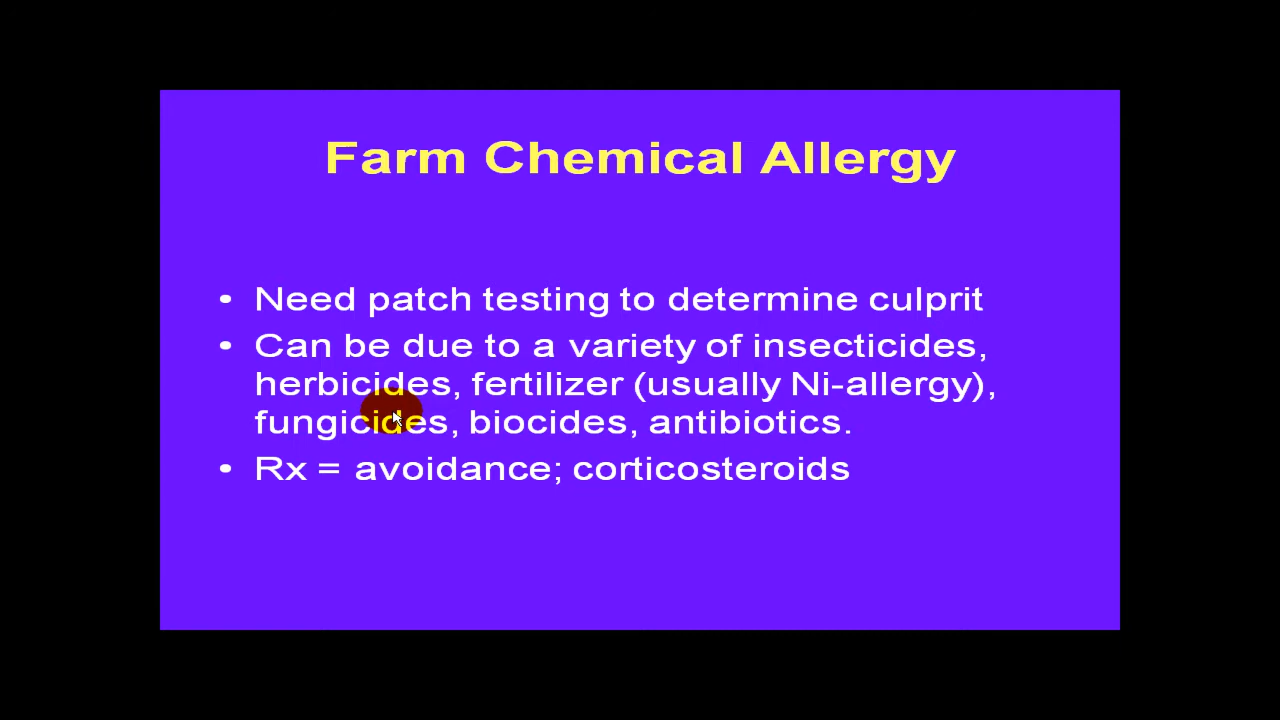 Farm Chemical Allergy
• Need patch testing to determine culprit
• Can be due to a variety of insecticides,
herbicides, fertilizer (usually Ni-allergy),
fungicides, biocides, antibiotics.
• Rx = avoidance; corticosteroids